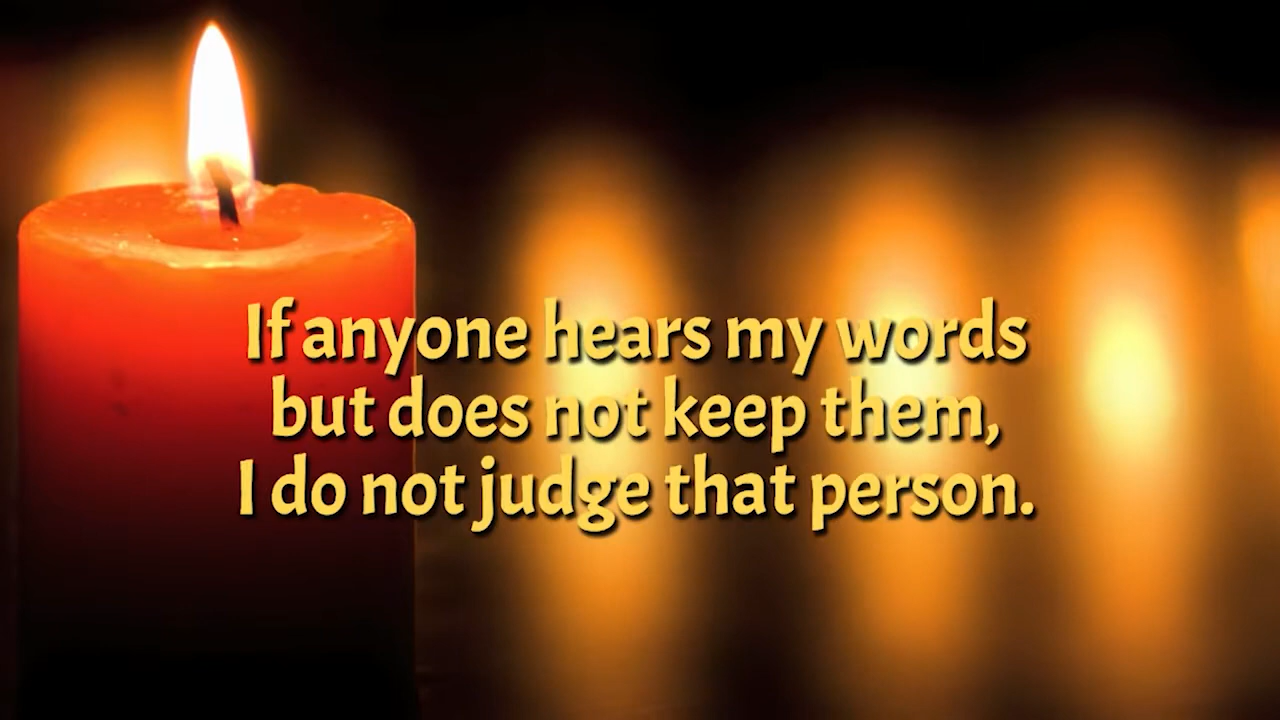 If anyone hears my words
but does not keep them,
I do not judge that person.